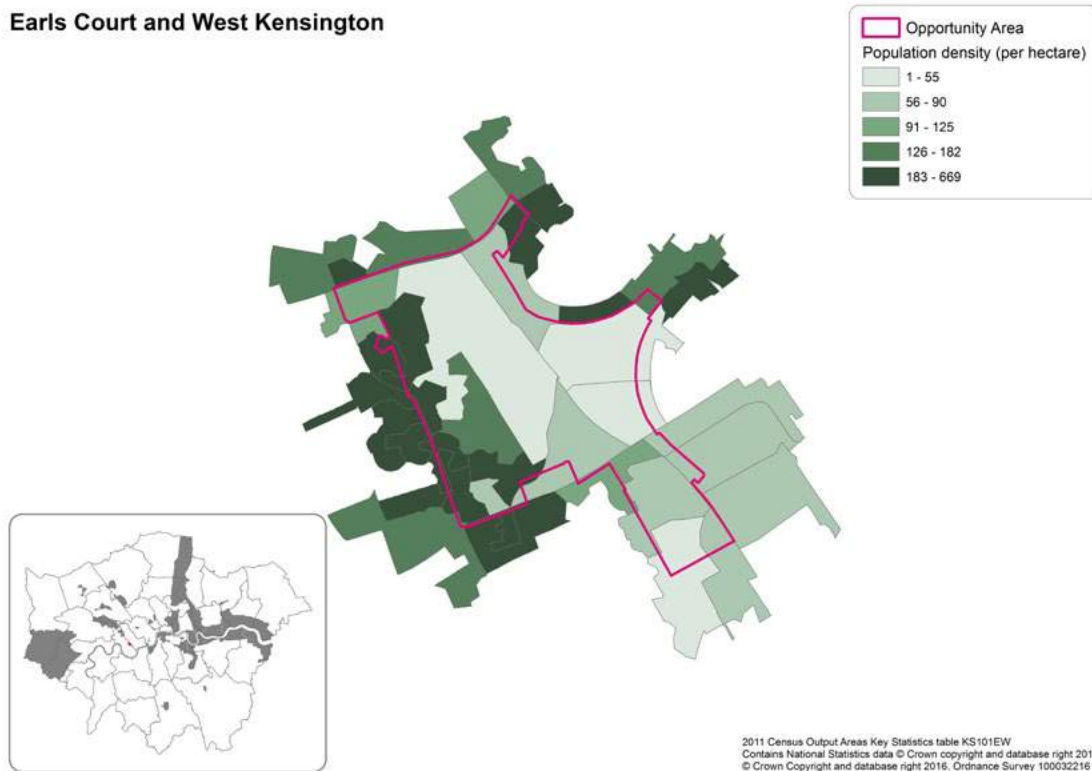 Earls Court and West Kensington
Opportunity Area
Population density (per hectare)
1 - 55
56 - 90
91 - 125
126 - 182
183 - 669
2011 Census Output Areas Key Statistics table KS101EW
Contains National Statistics data © Crown copyright and database right 201
© Crown Copyright and database right 2016. Ordnance Survey 100032216